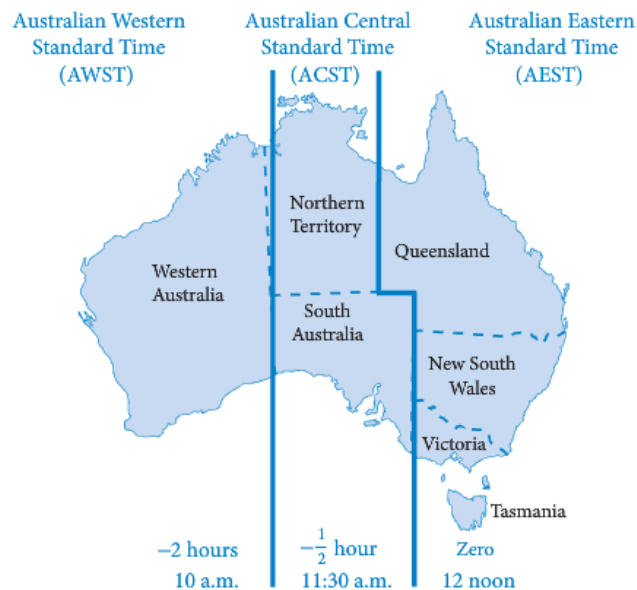 Australian Western
Standard Time
(AWST)
Australian Central
Standard Time
(ACST)
Australian Eastern
Standard Time
(AEST)
Northern
Territory
Queensland
Western
Australia
South
Australia
New South
Wales
Victoria
Tasmania
−2 hours
10 a.m.
−1/2 hour
11:30 a.m.
Zero
12 noon